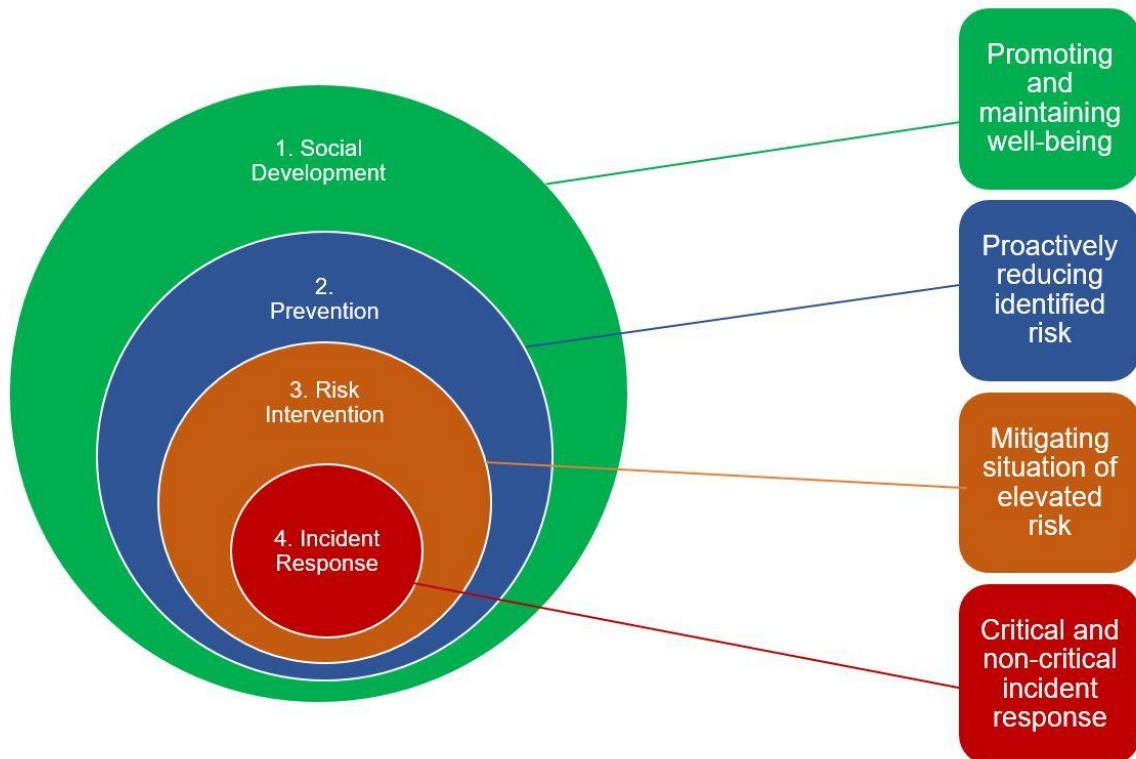 1. Social
Development
2.
Prevention
3. Risk
Intervention
4. Incident
Response
Promoting
and
maintaining
well-being
Proactively
reducing
identified
risk
Mitigating
situation of
elevated
risk
Critical and
non-critical
incident
response